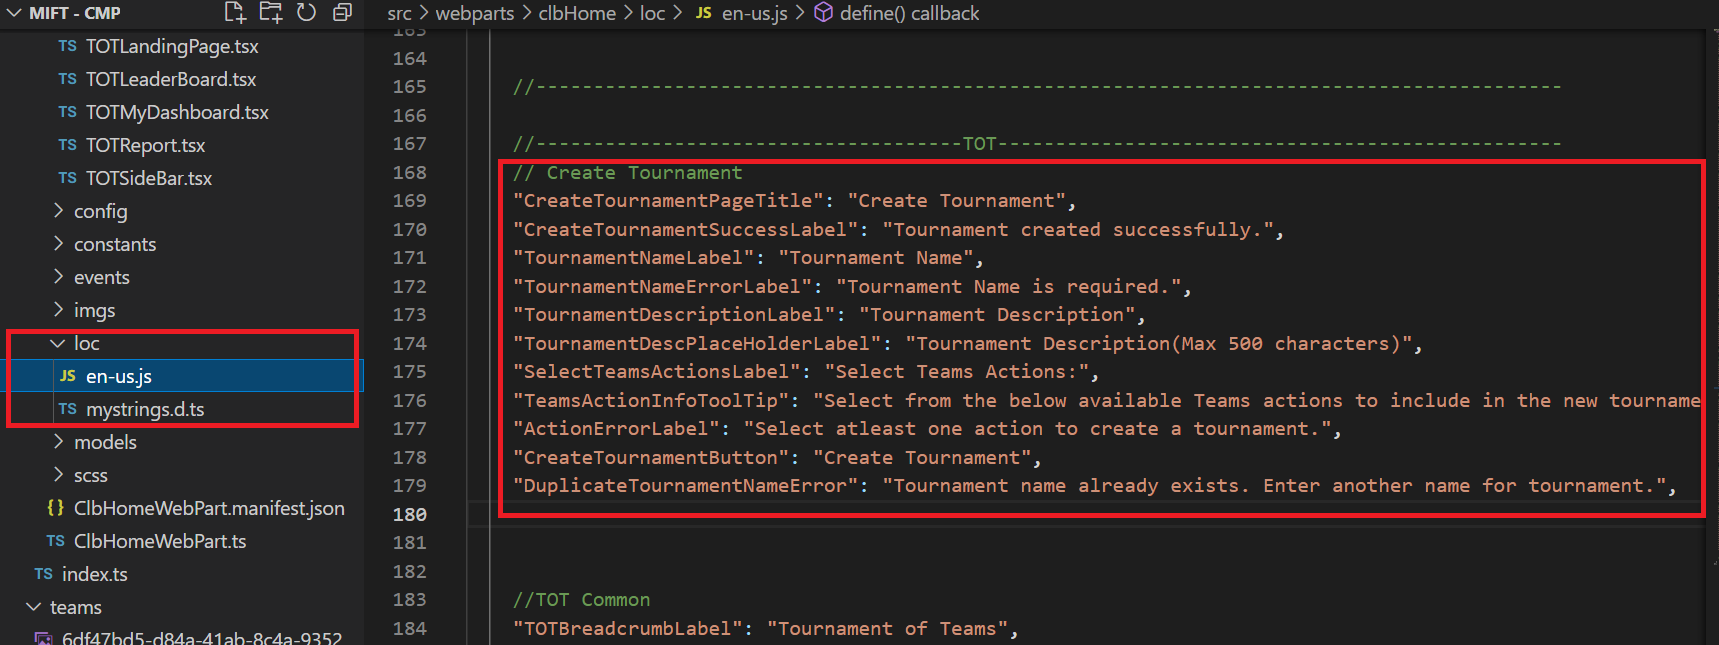 MIFT - CMP
TS TOTLandingPage.tsx
TS TOTLeaderBoard.tsx
TS TOTMyDashboard.tsx
TS TOTReport.tsx
TS TOTSideBar.tsx
config
constants
events
imgs
loc
JS en-us.js
TS mystrings.d.ts
models
scss
{} ClbHomeWebPart.manifest.json
TS ClbHomeWebPart.ts
TS index.ts
teams
6df47bd5-d84a-41ab-8c4a-9352
src > webparts > clbHome > loc > JS en-us.js > define() callback
163
164
165 //------------------------------------------------------------------------------------------
166
167 //-------------------------------------TOT-------------------------------------------------
168 // Create Tournament
169 "CreateTournamentPageTitle": "Create Tournament",
170 "CreateTournamentSuccessLabel": "Tournament created successfully.",
171 "TournamentNameLabel": "Tournament Name",
172 "TournamentNameErrorLabel": "Tournament Name is required.",
173 "TournamentDescriptionLabel": "Tournament Description",
174 "TournamentDescPlaceHolderLabel": "Tournament Description(Max 500 characters)",
175 "SelectTeamsActionsLabel": "Select Teams Actions:",
176 "TeamsActionInfoToolTip": "Select from the below available Teams actions to include in the new tourname
177 "ActionErrorLabel": "Select atleast one action to create a tournament.",
178 "CreateTournamentButton": "Create Tournament",
179 "DuplicateTournamentNameError": "Tournament name already exists. Enter another name for tournament.",
180
181
182
183 //TOT Common
184 "TOTBreadcrumbLabel": "Tournament of Teams",